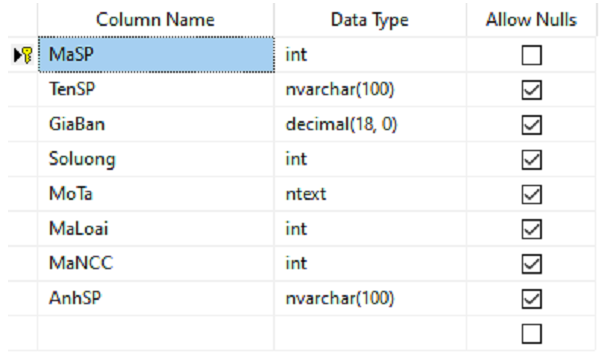 Column Name Data Type Allow Nulls
MaSP int
TenSP nvarchar(100)
GiaBan decimal(18, 0)
Soluong int
MoTa ntext
MaLoai int
MaNCC int
AnhSP nvarchar(100)